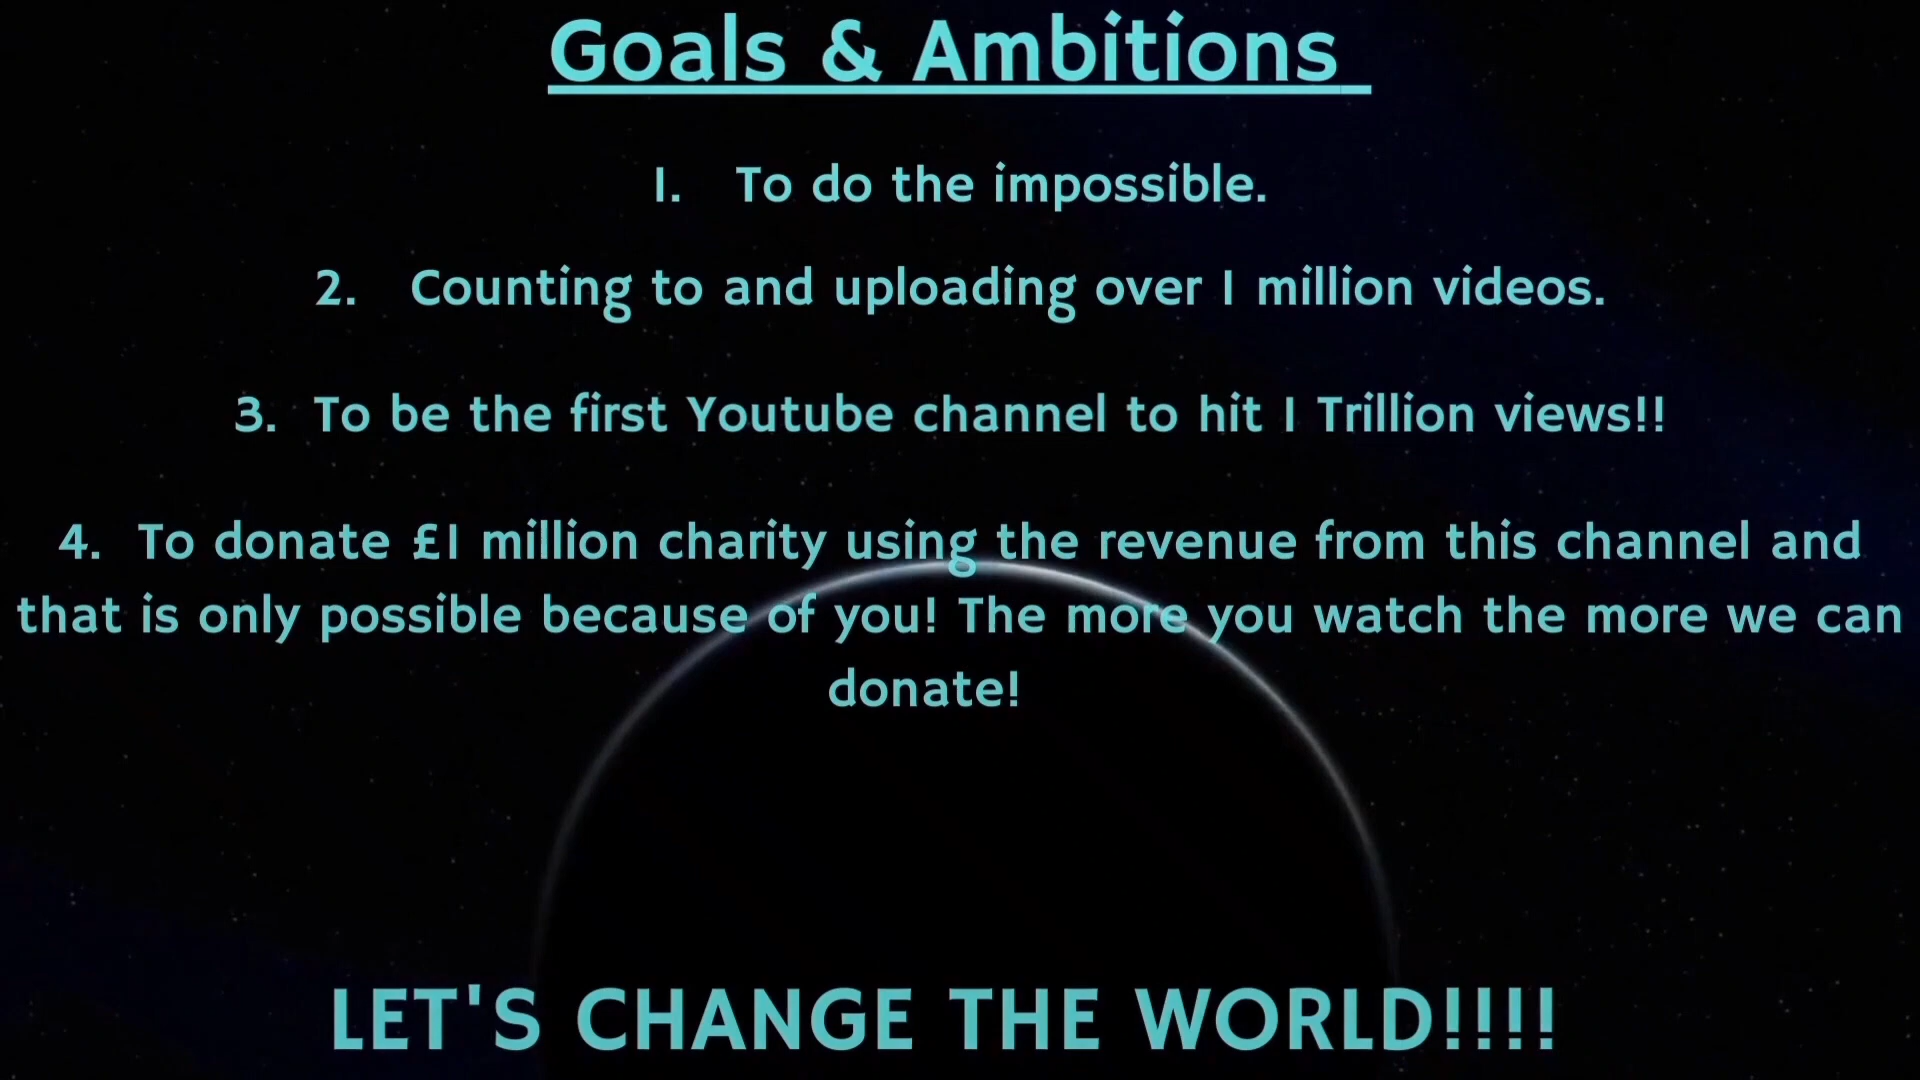 Goals & Ambitions
1. To do the impossible.
2. Counting to and uploading over 1 million videos.
3. To be the first Youtube channel to hit 1 Trillion views!!
4. To donate £1 million charity using the revenue from this channel and
that is only possible because of you! The more you watch the more we can
donate!
LET'S CHANGE THE WORLD!!!!